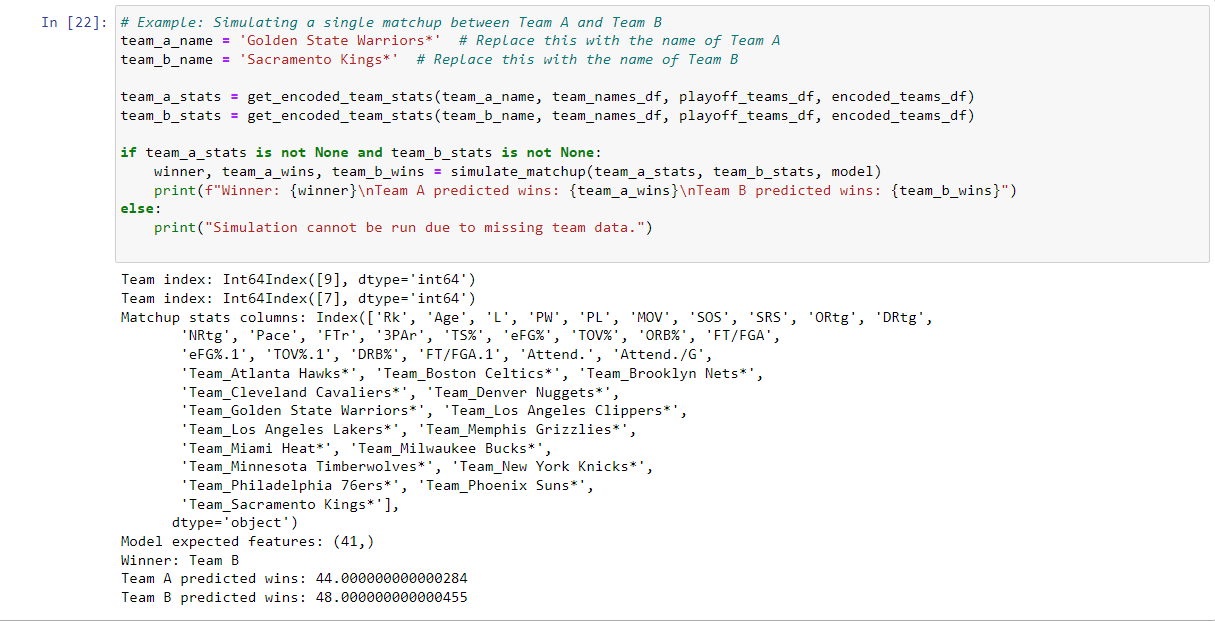 In [22]: # Example: Simulating a single matchup between Team A and Team B
team_a_name = 'Golden State Warriors*'  # Replace this with the name of Team A
team_b_name = 'Sacramento Kings*'  # Replace this with the name of Team B

team_a_stats = get_encoded_team_stats(team_a_name, team_names_df, playoff_teams_df, encoded_teams_df)
team_b_stats = get_encoded_team_stats(team_b_name, team_names_df, playoff_teams_df, encoded_teams_df)

if team_a_stats is not None and team_b_stats is not None:
    winner, team_a_wins, team_b_wins = simulate_matchup(team_a_stats, team_b_stats, model)
    print(f"Winner: {winner}\nTeam A predicted wins: {team_a_wins}\nTeam B predicted wins: {team_b_wins}")
else:
    print("Simulation cannot be run due to missing team data.")

Team index: Int64Index([9], dtype='int64')
Team index: Int64Index([7], dtype='int64')
Matchup stats columns: Index(['Rk', 'Age', 'L', 'PW', 'PL', 'MOV', 'SOS', 'SRS', 'ORtg', 'DRtg',
       'NRtg', 'Pace', 'FTr', '3PAr', 'TS%', 'eFG%', 'TOV%', 'ORB%', 'FT/FGA',
       'eFG%.1', 'TOV%.1', 'DRB%', 'FT/FGA.1', 'Attend.', 'Attend./G',
       'Team_Atlanta Hawks*', 'Team_Boston Celtics*', 'Team_Brooklyn Nets*',
       'Team_Cleveland Cavaliers*', 'Team_Denver Nuggets*',
       'Team_Golden State Warriors*', 'Team_Los Angeles Clippers*',
       'Team_Los Angeles Lakers*', 'Team_Memphis Grizzlies*',
       'Team_Miami Heat*', 'Team_Milwaukee Bucks*',
       'Team_Minnesota Timberwolves*', 'Team_New York Knicks*',
       'Team_Philadelphia 76ers*', 'Team_Phoenix Suns*',
       'Team_Sacramento Kings*'],
      dtype='object')
Model expected features: (41,)
Winner: Team B
Team A predicted wins: 44.000000000000284
Team B predicted wins: 48.000000000000455